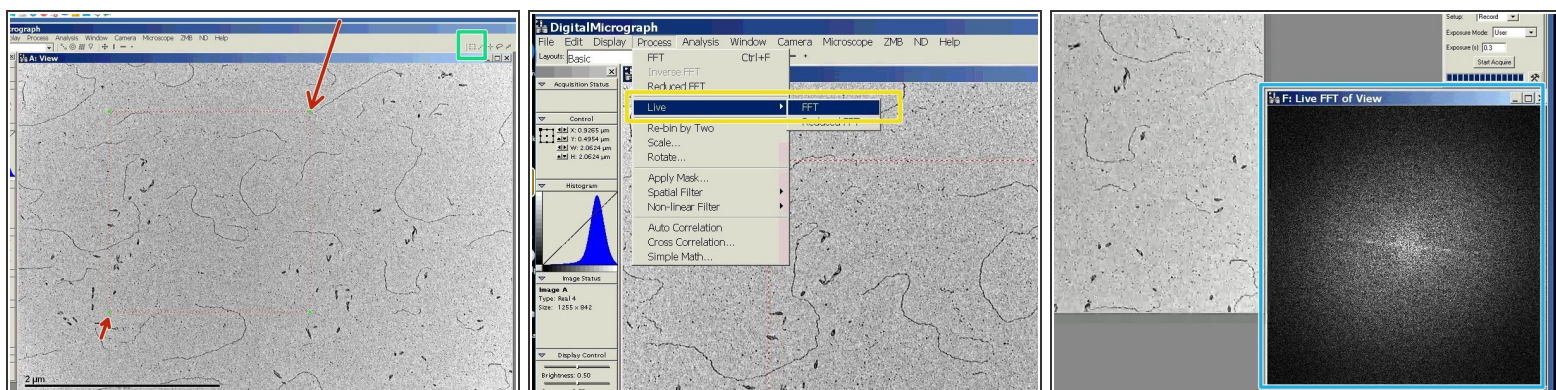 rograph
lay Process Analysis Window Camera Microscope ZMB ND Help
A: View
2 μm
DigitalMicrograph
File Edit Display Process Analysis Window Camera Microscope ZMB ND Help
Layouts: Basic
FFT Ctrl+F
Inverse FFT
Reduced FFT
Live
FFT
Reduced FFT
Re-bin by Two
Scale...
Rotate...
Apply Mask...
Spatial Filter
Non-linear Filter
Auto Correlation
Cross Correlation...
Simple Math...
Acquisition Status
Control
X: 0.9265 μm
Y: 0.4954 μm
W: 2.0624 μm
H: 2.0624 μm
Histogram
Image Status
Image A
Type: Real 4
Size: 1255 x 842
Display Control
Brightness: 0.50
Setup: Record
Exposure Mode: User
Exposure (s) 0.3
Start Acquire
F: Live FFT of View